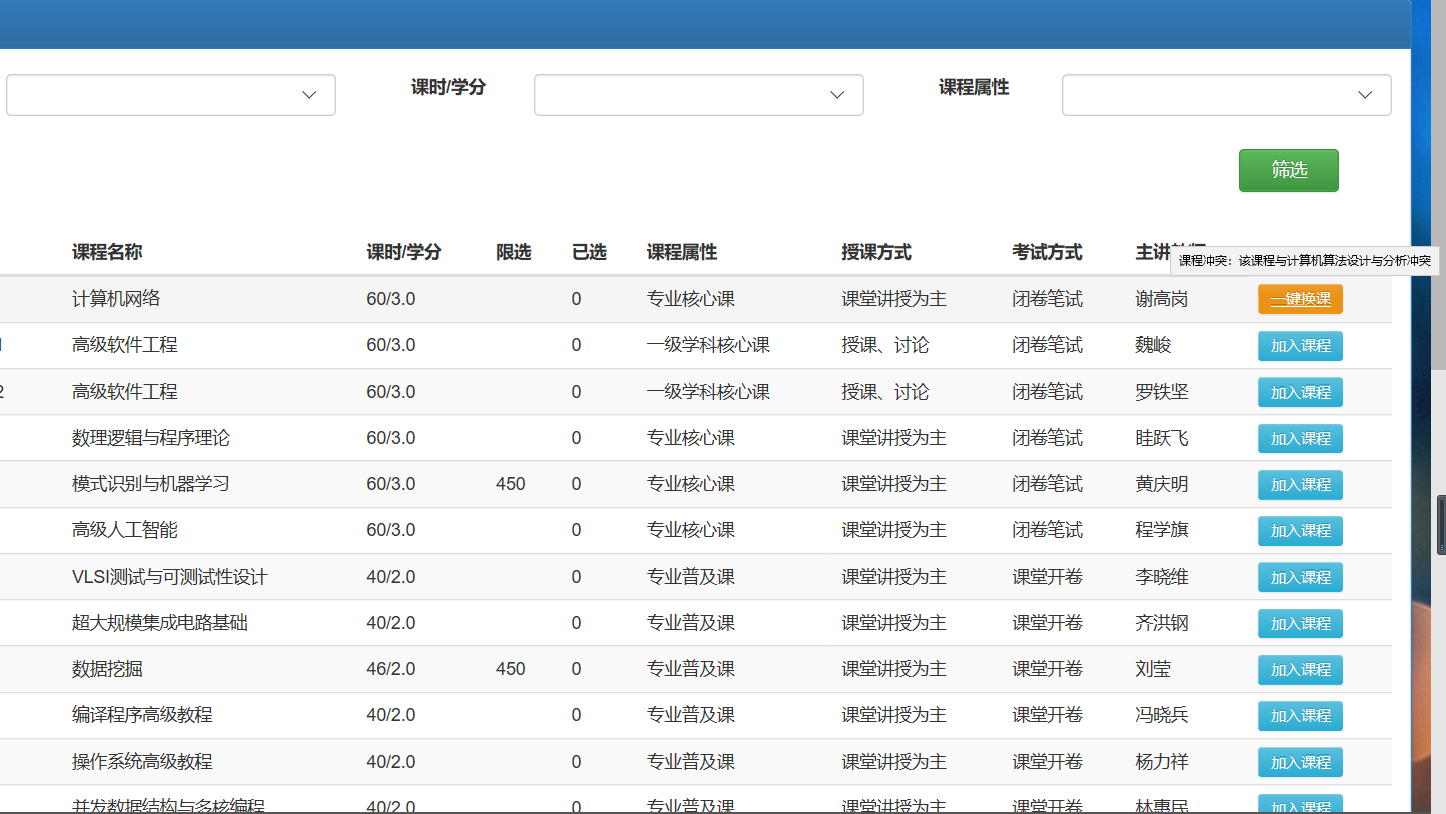 课时/学分 课程属性
筛选
课程名称 课时/学分 限选 已选 课程属性 授课方式 考试方式 主讲
课程冲突：该课程与计算机算法设计与分析冲突
计算机网络 60/3.0 0 专业核心课 课堂讲授为主 闭卷笔试 谢高岗 一键换课
高级软件工程 60/3.0 0 一级学科核心课 授课、讨论 闭卷笔试 魏峻 加入课程
2 高级软件工程 60/3.0 0 一级学科核心课 授课、讨论 闭卷笔试 罗铁坚 加入课程
数理逻辑与程序理论 60/3.0 0 专业核心课 课堂讲授为主 闭卷笔试 眭跃飞 加入课程
模式识别与机器学习 60/3.0 450 0 专业核心课 课堂讲授为主 闭卷笔试 黄庆明 加入课程
高级人工智能 60/3.0 0 专业核心课 课堂讲授为主 闭卷笔试 程学旗 加入课程
VLSI测试与可测试性设计 40/2.0 0 专业普及课 课堂讲授为主 课堂开卷 李晓维 加入课程
超大规模集成电路基础 40/2.0 0 专业普及课 课堂讲授为主 课堂开卷 齐洪钢 加入课程
数据挖掘 46/2.0 450 0 专业普及课 课堂讲授为主 课堂开卷 刘莹 加入课程
编译程序高级教程 40/2.0 0 专业普及课 课堂讲授为主 课堂开卷 冯晓兵 加入课程
操作系统高级教程 40/2.0 0 专业普及课 课堂讲授为主 课堂开卷 杨力祥 加入课程
并发数据结构与多核编程 40/2.0 0 专业普及课 课堂讲授为主 课堂开卷 林惠民 加入课程